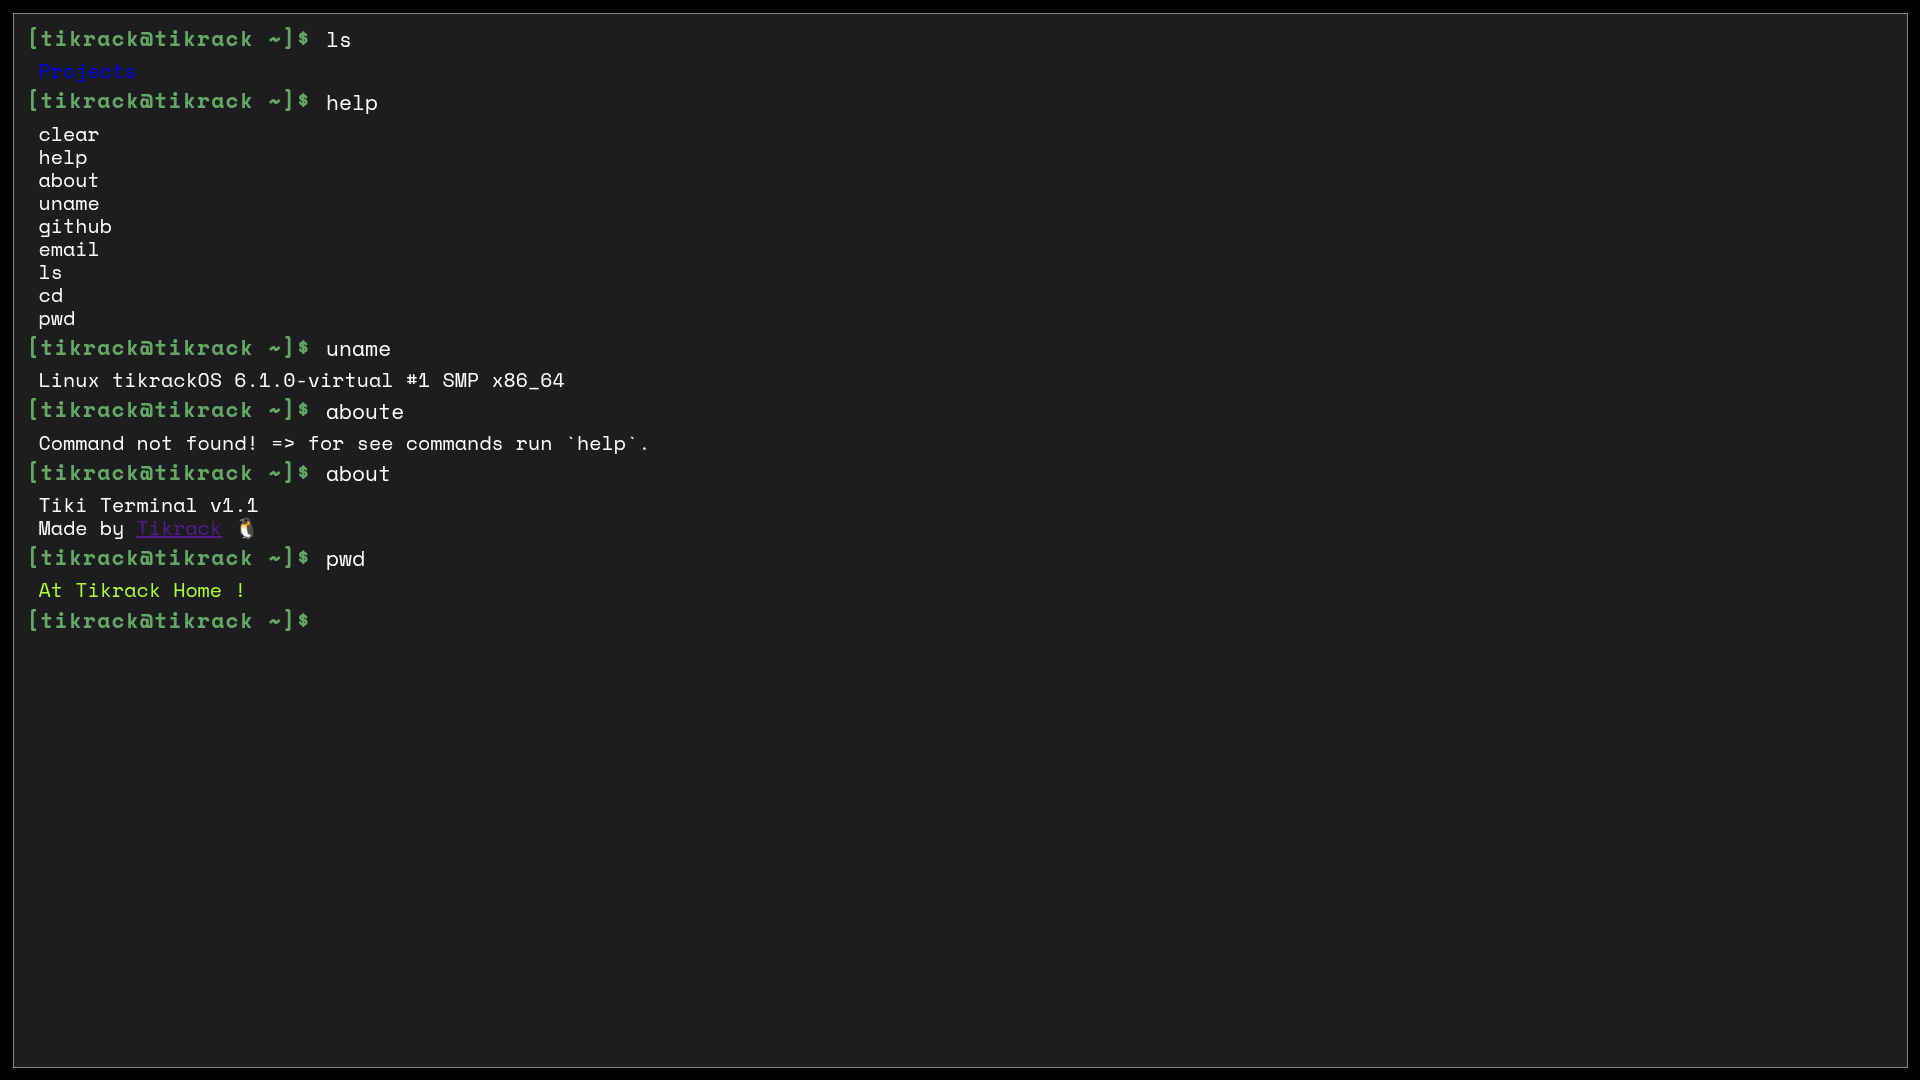 [tikrack@tikrack ~]$ ls
Projects
[tikrack@tikrack ~]$ help
clear
help
about
uname
github
email
ls
cd
pwd
[tikrack@tikrack ~]$ uname
Linux tikrackOS 6.1.0-virtual #1 SMP x86_64
[tikrack@tikrack ~]$ aboute
Command not found! => for see commands run `help`.
[tikrack@tikrack ~]$ about
Tiki Terminal v1.1
Made by Tikrack 🐧
[tikrack@tikrack ~]$ pwd
At Tikrack Home !
[tikrack@tikrack ~]$